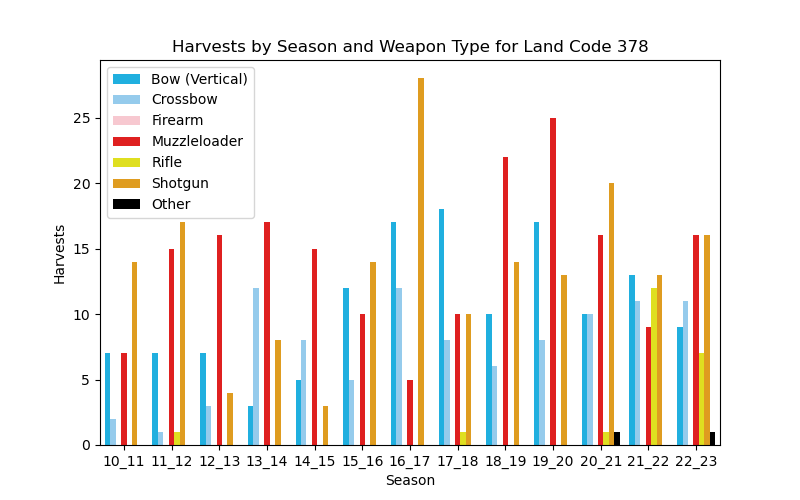 Harvests by Season and Weapon Type for Land Code 378
Bow (Vertical)
Crossbow
Firearm
Muzzleloader
Rifle
Shotgun
Other
Harvests
25
20
15
10
5
0
10_11 11_12 12_13 13_14 14_15 15_16 16_17 17_18 18_19 19_20 20_21 21_22 22_23
Season